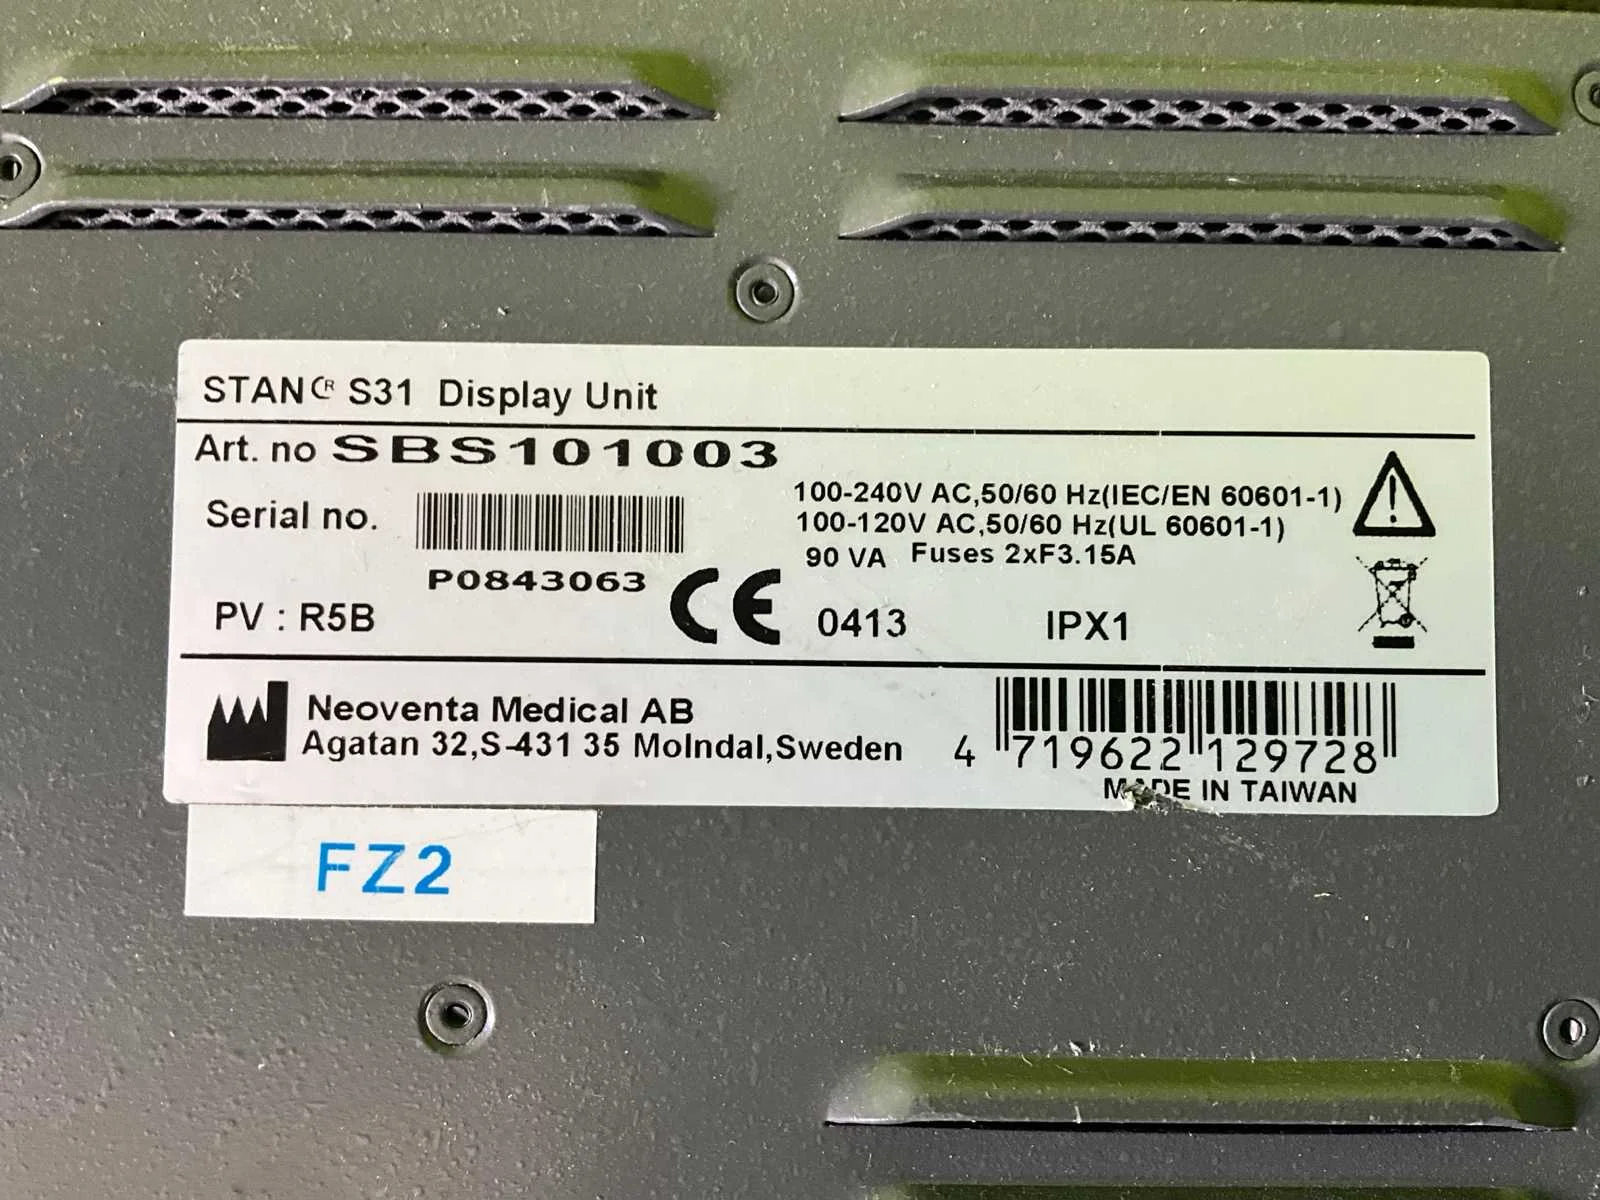 STAN® S31 Display Unit
Art. no SBS101003
Serial no.
P0843063
100-240V AC,50/60 Hz(IEC/EN 60601-1)
100-120V AC,50/60 Hz(UL 60601-1)
90 VA Fuses 2xF3.15A
PV : R5B
CE 0413 IPX1
Neoventa Medical AB
Agatan 32,S-431 35 Molndal,Sweden
4 719622 129728
MADE IN TAIWAN
FZ2